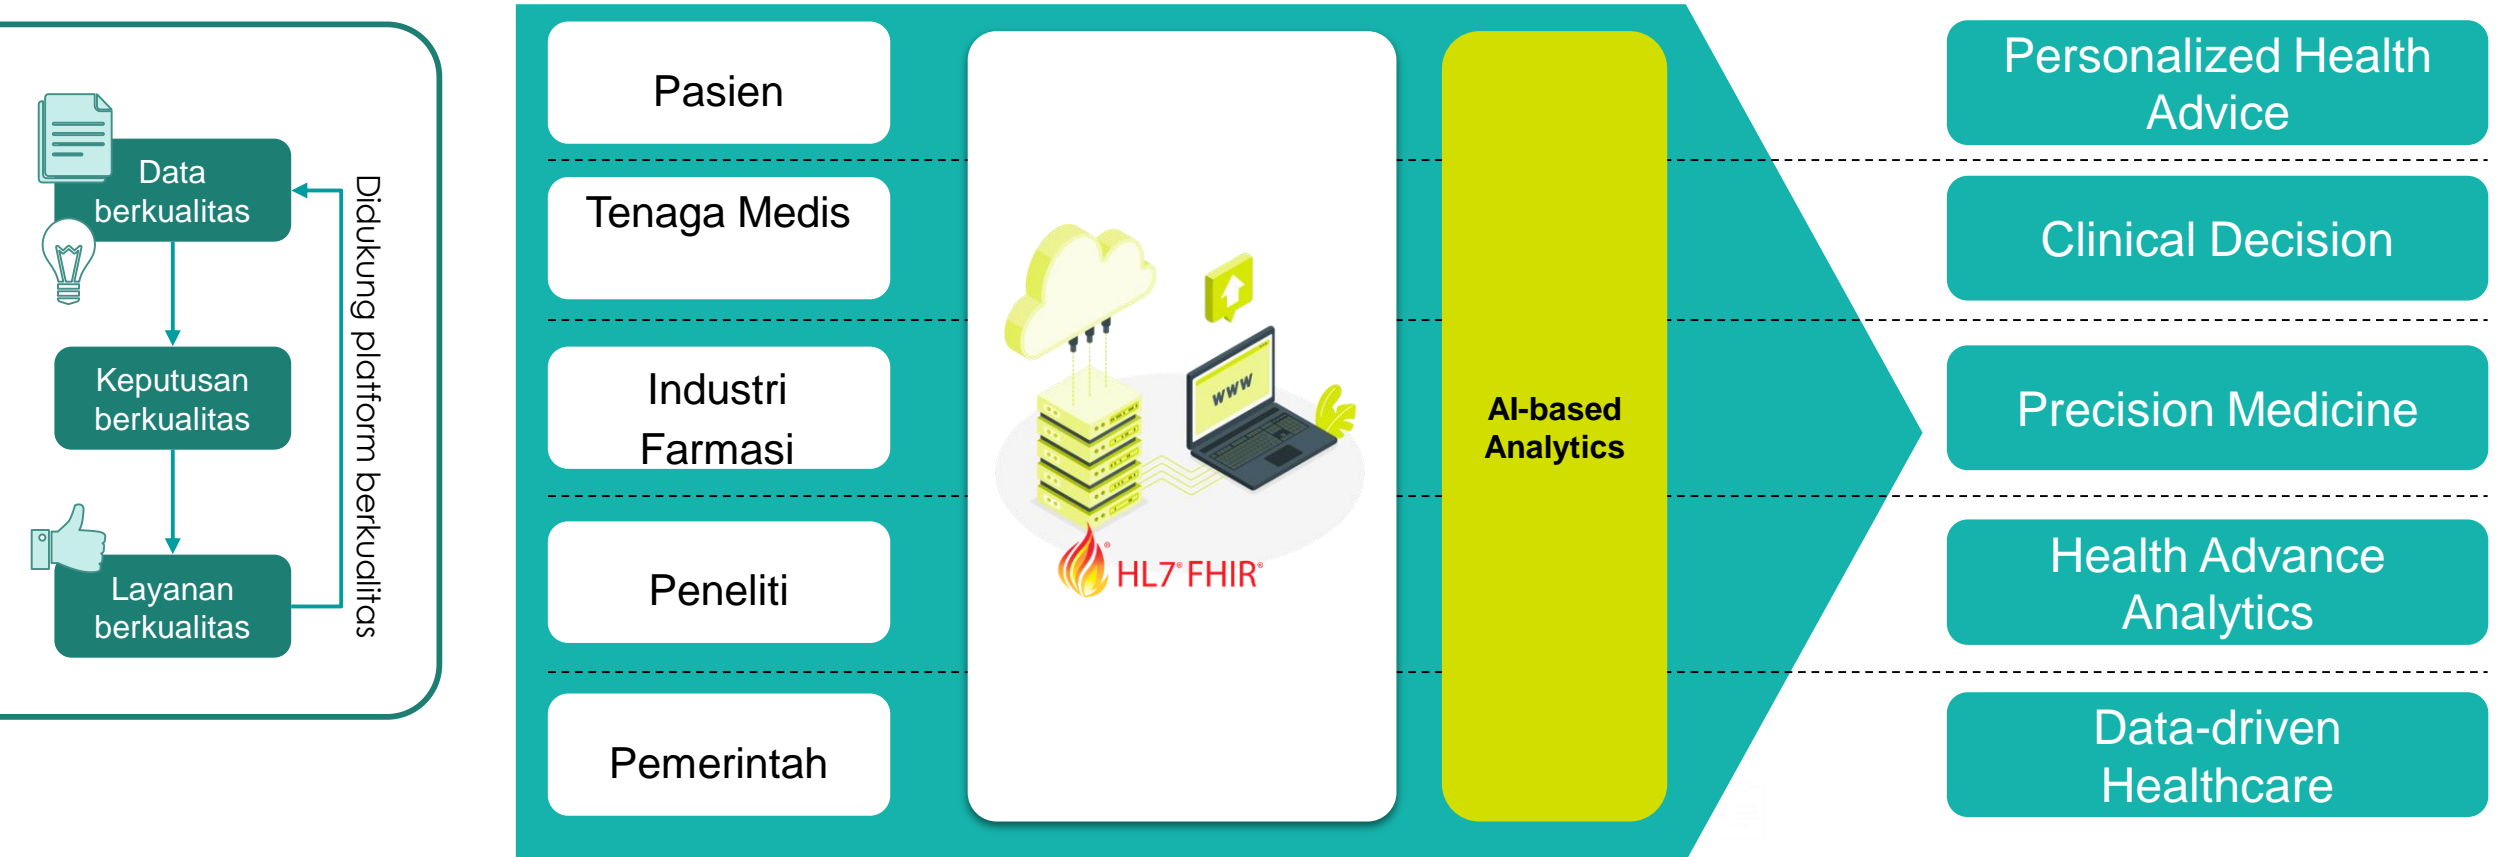 Data
berkualitas
Keputusan
berkualitas
Layanan
berkualitas
Didukung platform berkualitas
Pasien
Tenaga Medis
Industri
Farmasi
Peneliti
Pemerintah
WWW
HL7® FHIR®
AI-based
Analytics
Personalized Health
Advice
Clinical Decision
Precision Medicine
Health Advance
Analytics
Data-driven
Healthcare